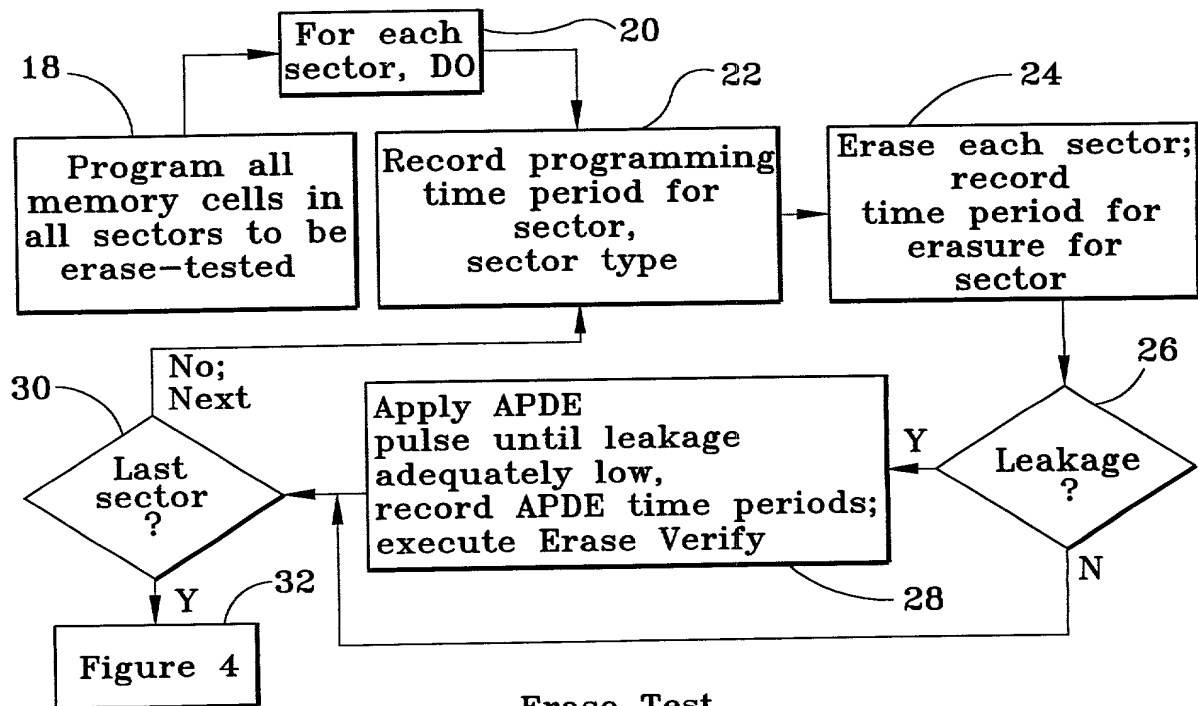 For each
sector, DO
20
18
22
24
Program all
memory cells in
all sectors to be
erase-tested
Record programming
time period for
sector,
sector type
Erase each sector;
record
time period for
erasure for
sector
26
30
No;
Next
Apply APDE
pulse until leakage
adequately low,
record APDE time periods;
execute Erase Verify
Y
Leakage
?
Last
sector
?
N
28
Y
32
Figure 4
Erase Test